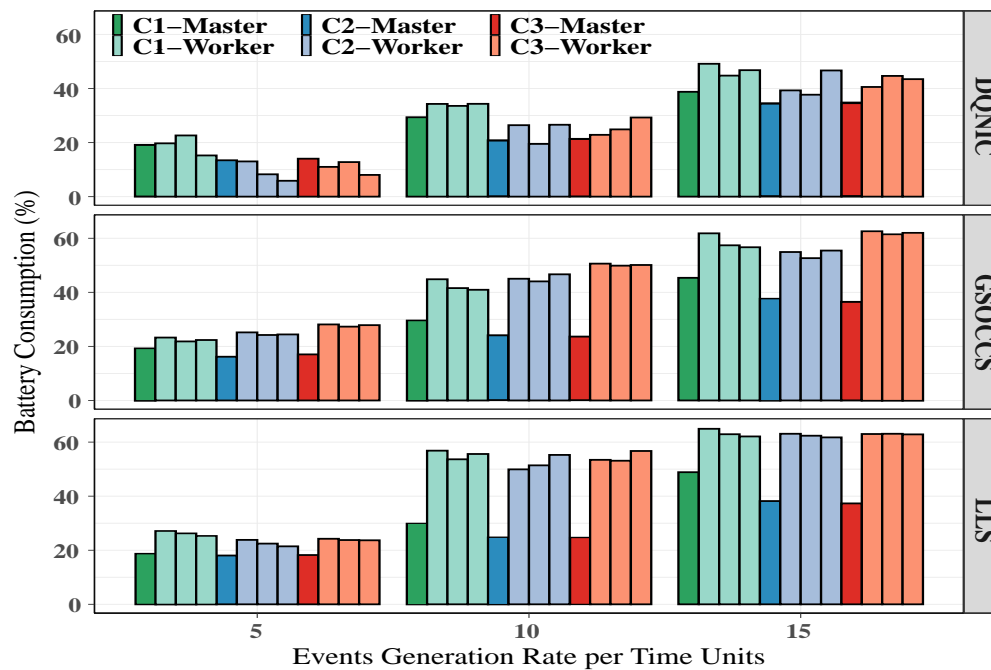 C1−Master C2−Master C3−Master
C1−Worker C2−Worker C3−Worker
Battery Consumption (%)
60
40
20
0
DQNIC
60
40
20
0
GSOCCS
60
40
20
0
LLS
5 10 15
Events Generation Rate per Time Units